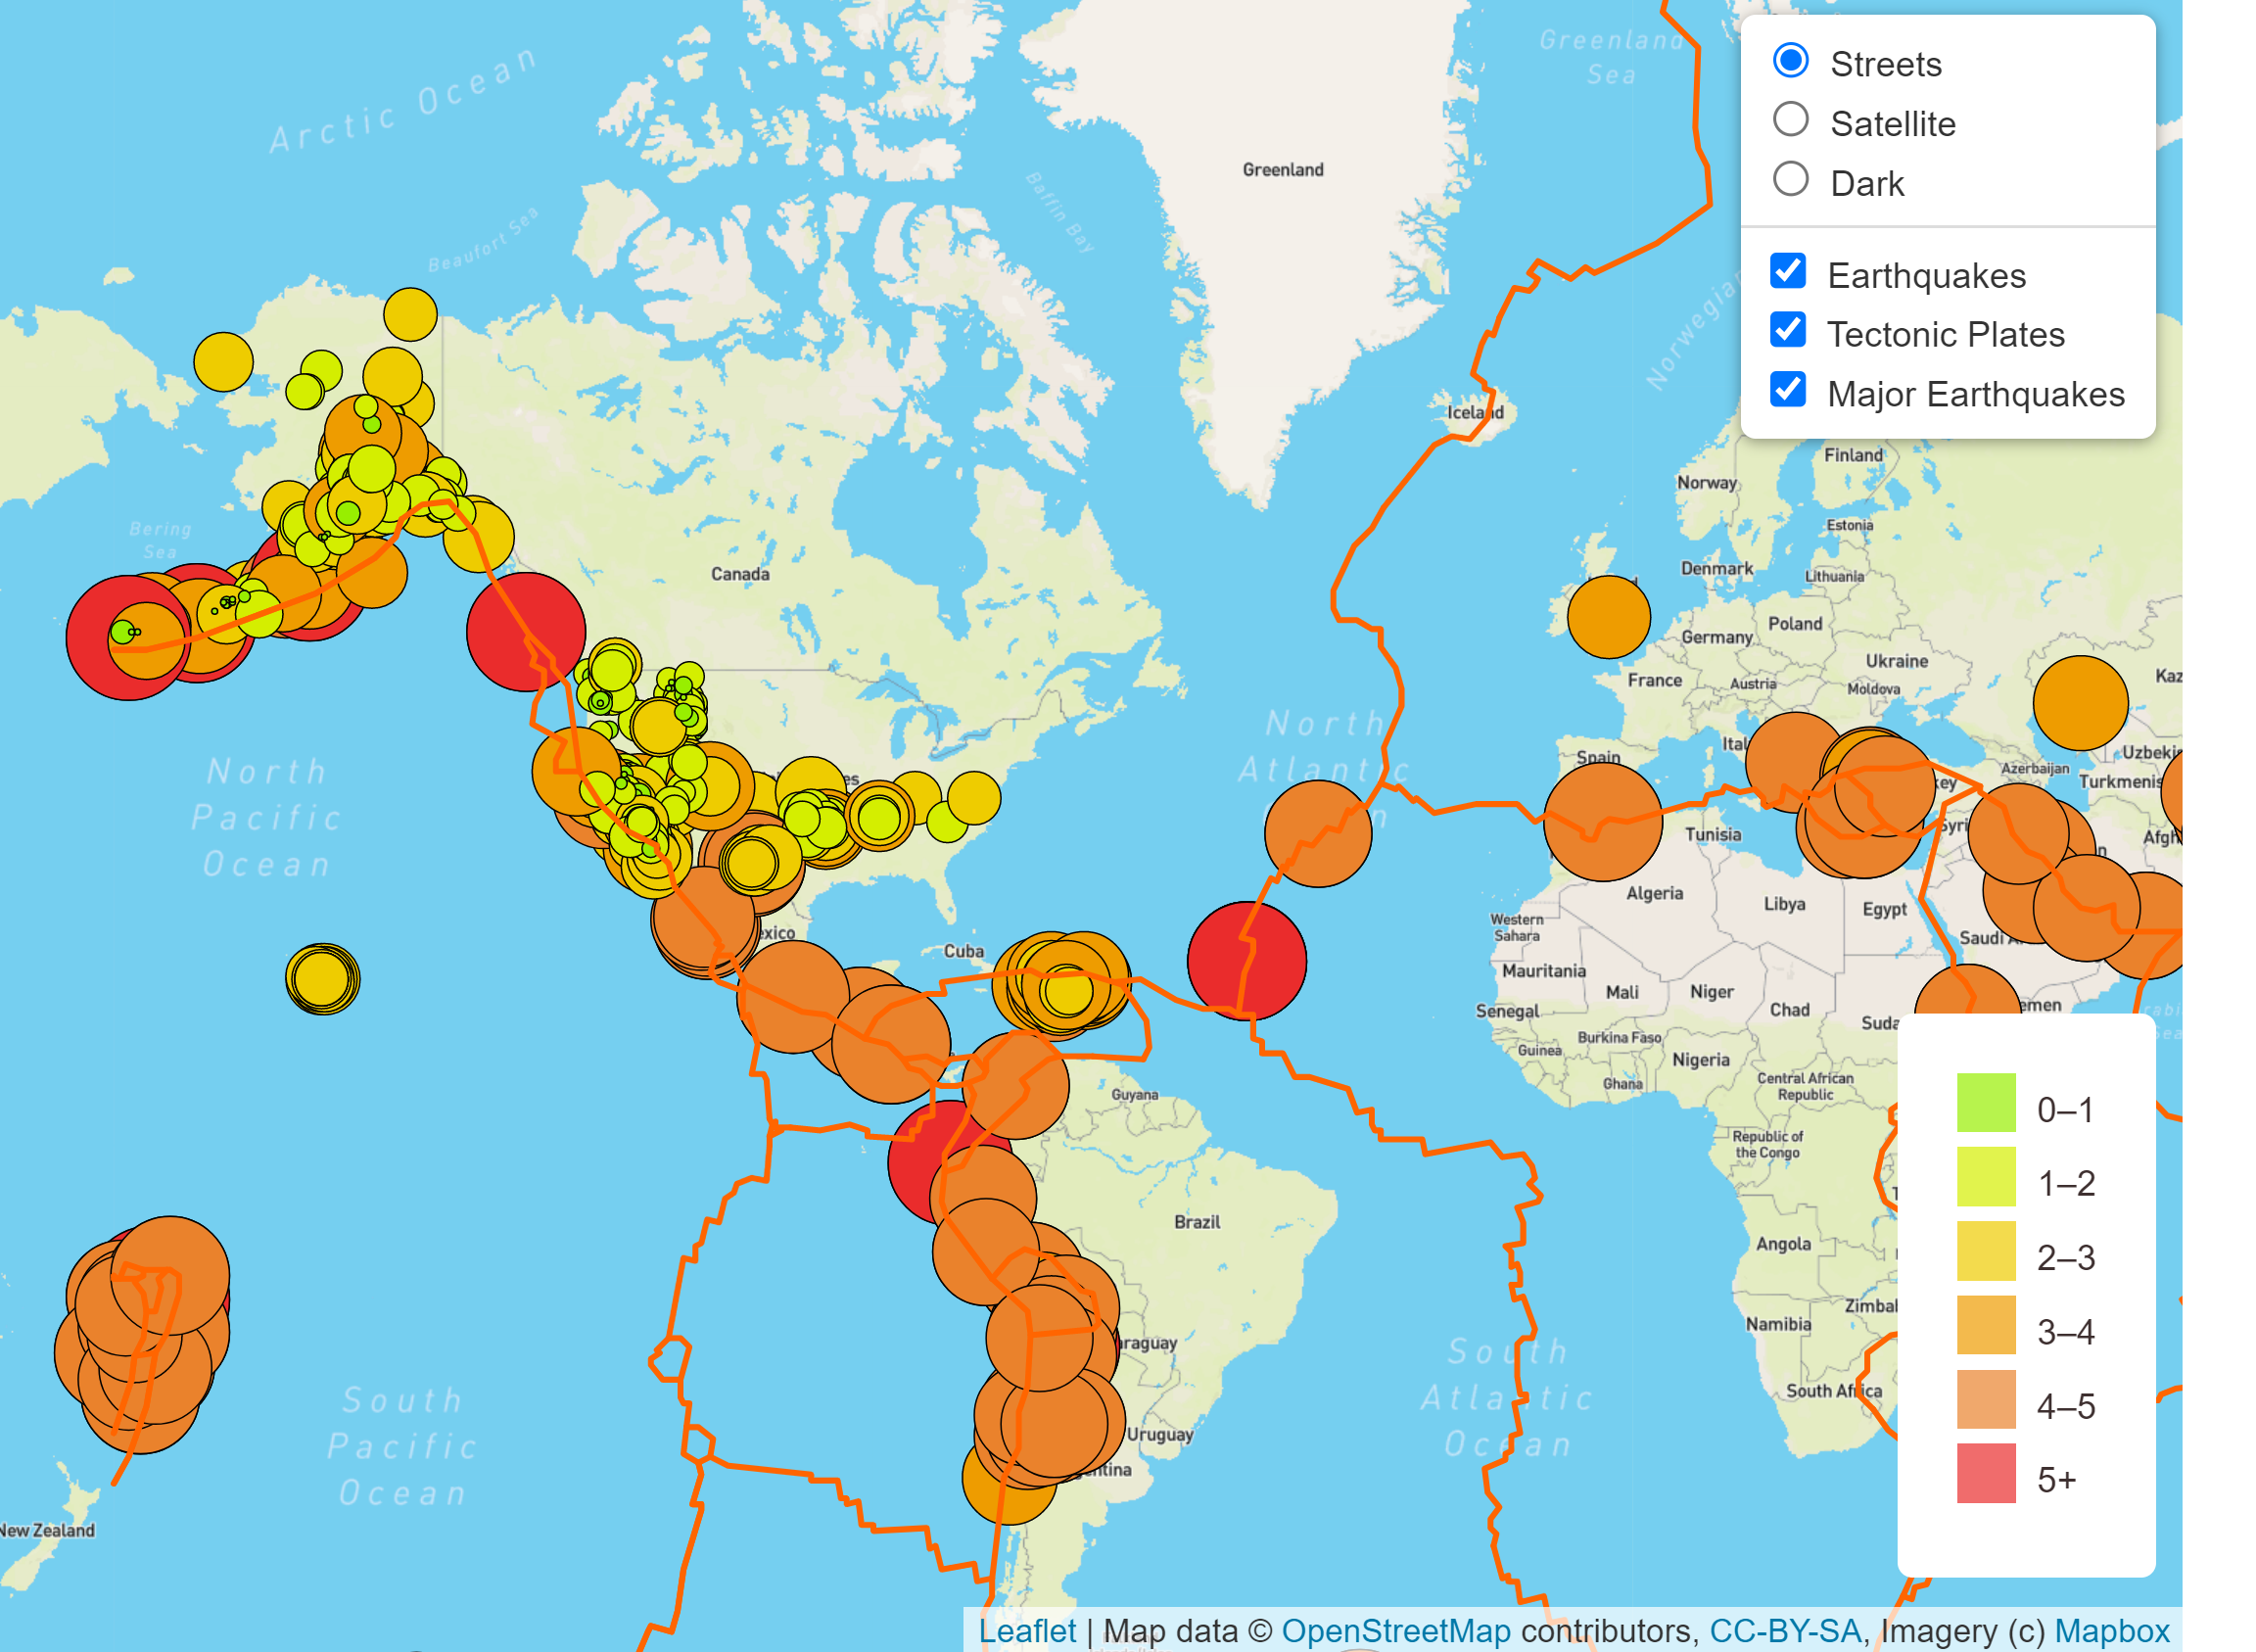 Arctic Ocean
Greenland
Sea
Greenland
Baffin Bay
Beaufort Sea
Norwegian
Iceland
Streets
Satellite
Dark
Earthquakes
Tectonic Plates
Major Earthquakes
Finland
Norway
Estonia
Bering
Sea
Denmark
Lithuania
Canada
Poland
Germany
Ukraine
France
Austria
Moldova
Kaz
North
Pacific
Ocean
North
Atlantic
Spain
Ital
Azerbaijan
Uzbekis
Turkmenis
Tunisia
Syri
Afgh
Algeria
Libya
Egypt
Western
Sahara
Saudi A
exico
Cuba
Mauritania
Mali
Niger
Chad
Suda
emen
Senegal
Burkina Faso
Guinea
Nigeria
Ghana
Central African
Republic
Guyana
Republic of
the Congo
Brazil
Angola
Zimbab
Namibia
South Africa
araguay
Uruguay
entina
South
Pacific
Ocean
South
Atlantic
Ocean
New Zealand
0–1
1–2
2–3
3–4
4–5
5+
Leaflet | Map data © OpenStreetMap contributors, CC-BY-SA, Imagery (c) Mapbox